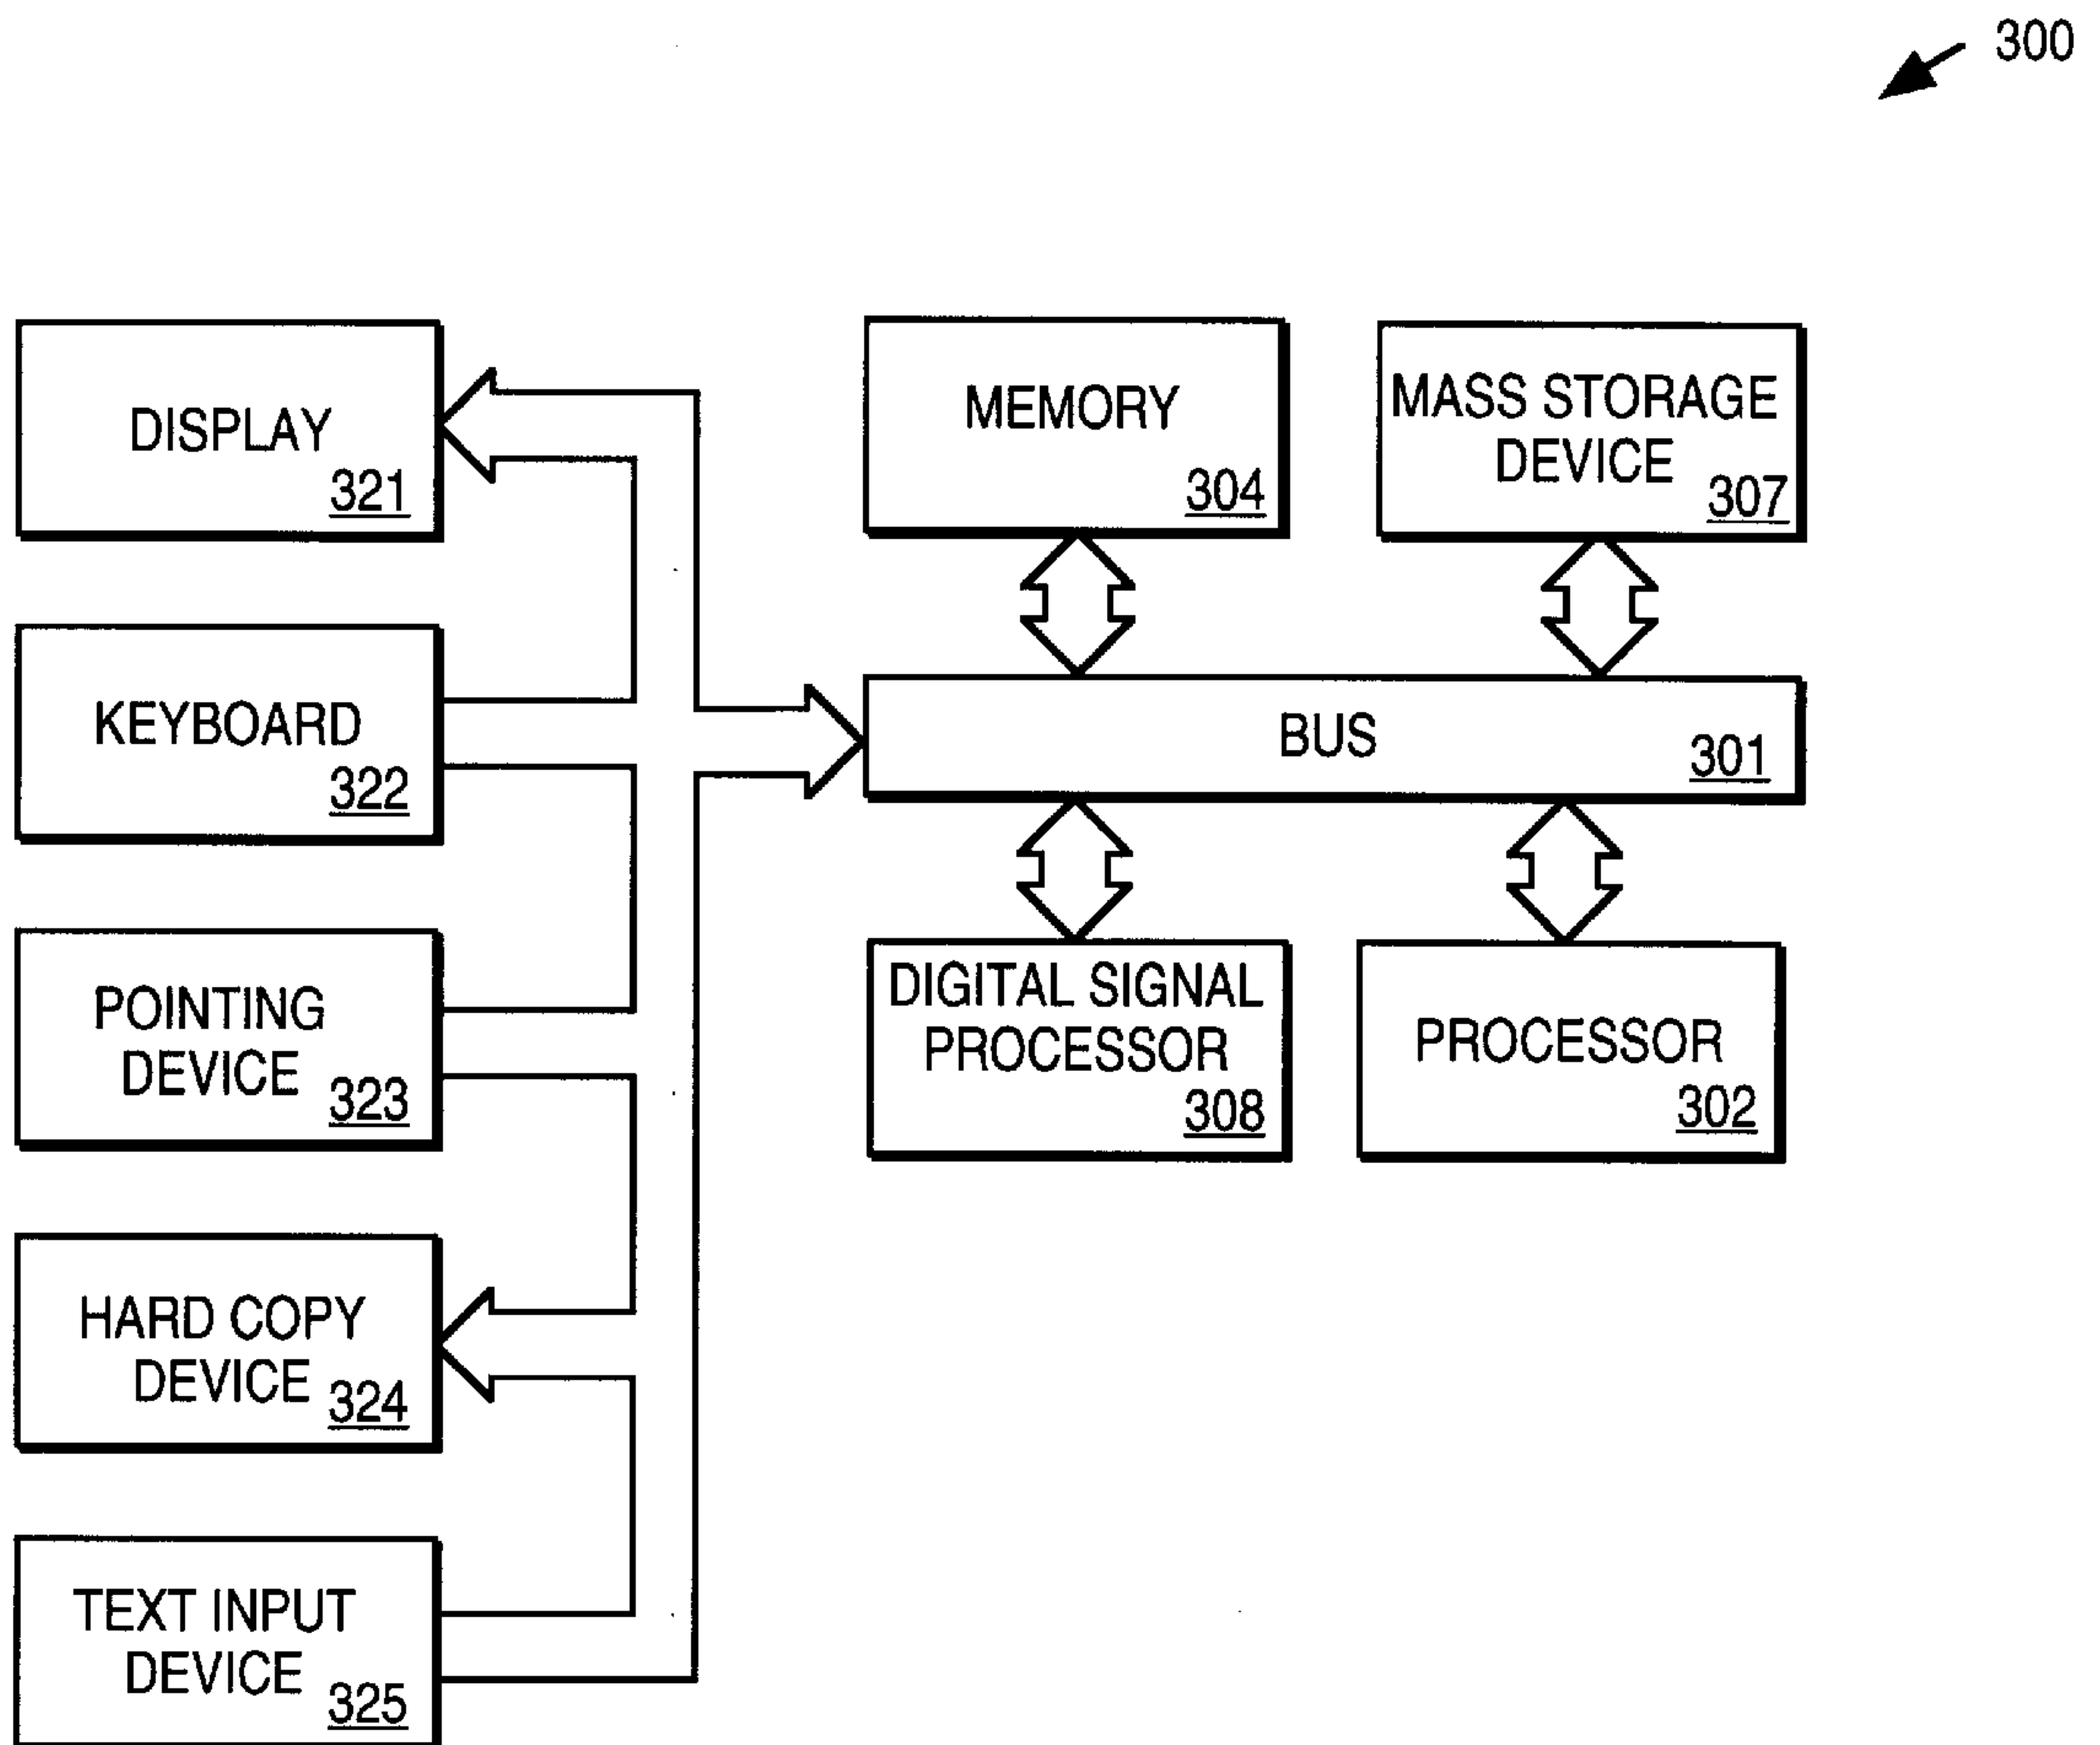 300
DISPLAY
321
KEYBOARD
322
POINTING
DEVICE
323
HARD COPY
DEVICE
324
TEXT INPUT
DEVICE
325
MEMORY
304
MASS STORAGE
DEVICE
307
BUS
301
DIGITAL SIGNAL
PROCESSOR
308
PROCESSOR
302